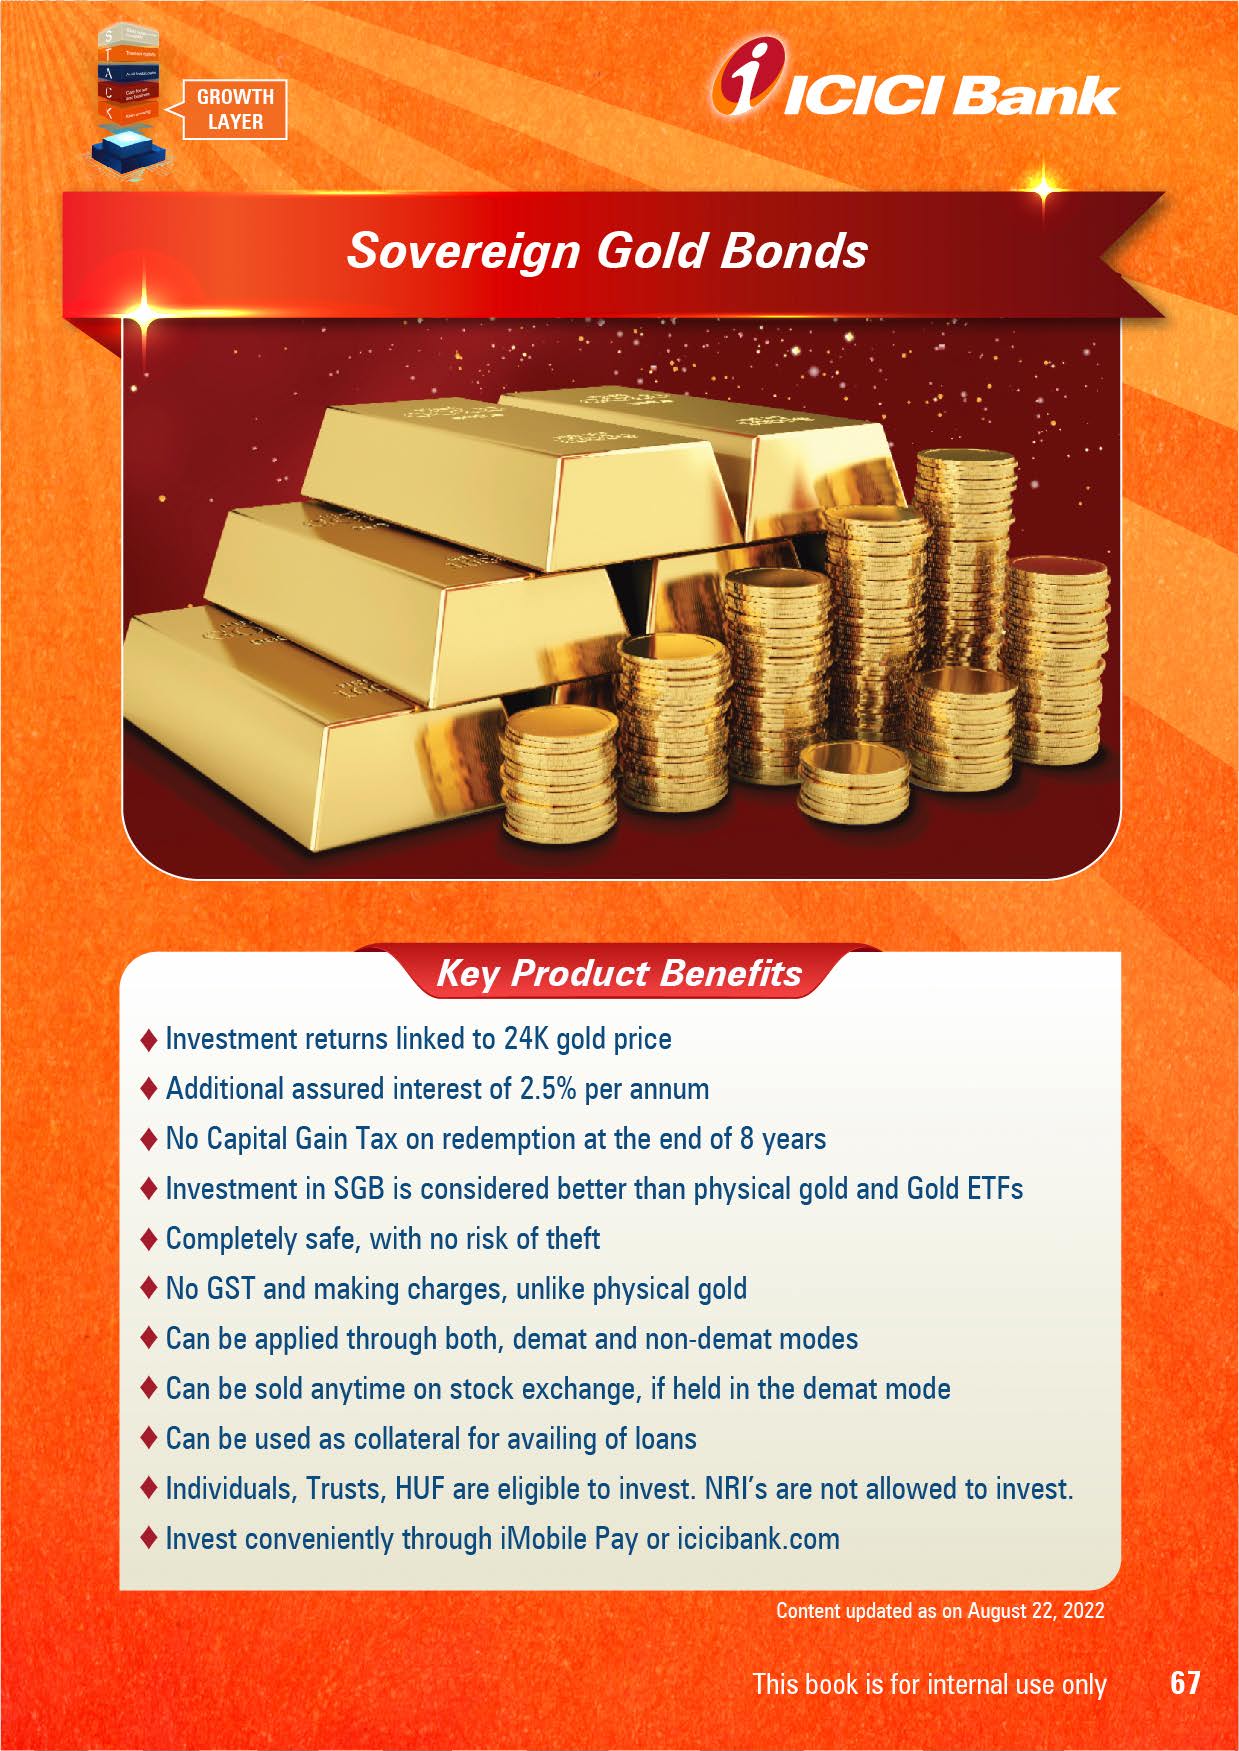 S
T
A
C
K
GROWTH
LAYER
ICICI Bank
Sovereign Gold Bonds
Key Product Benefits
Investment returns linked to 24K gold price
Additional assured interest of 2.5% per annum
No Capital Gain Tax on redemption at the end of 8 years
Investment in SGB is considered better than physical gold and Gold ETFs
Completely safe, with no risk of theft
No GST and making charges, unlike physical gold
Can be applied through both, demat and non-demat modes
Can be sold anytime on stock exchange, if held in the demat mode
Can be used as collateral for availing of loans
Individuals, Trusts, HUF are eligible to invest. NRI's are not allowed to invest.
Invest conveniently through iMobile Pay or icicibank.com
Content updated as on August 22, 2022
This book is for internal use only 67